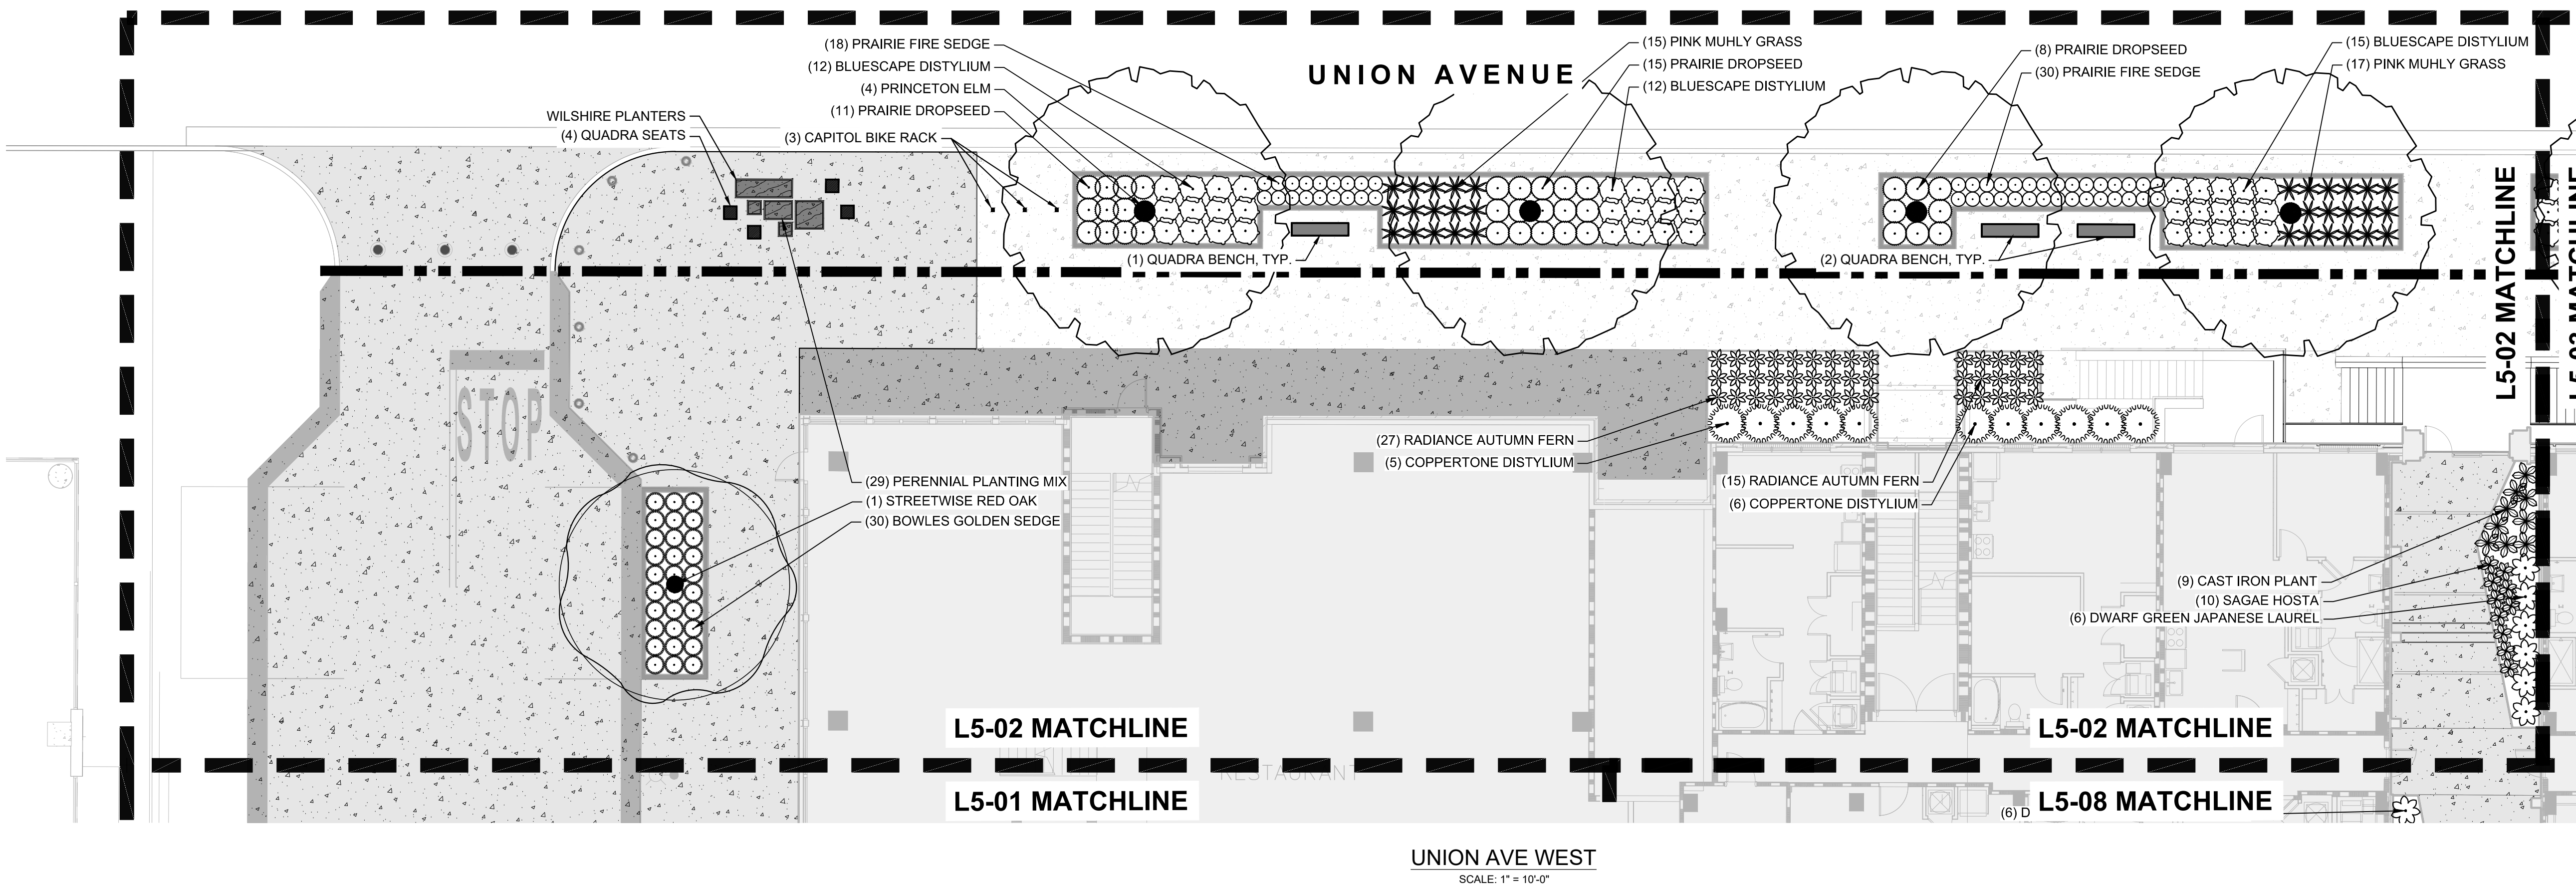 (18) PRAIRIE FIRE SEDGE
(12) BLUESCAPE DISTYLIUM
(4) PRINCETON ELM
(11) PRAIRIE DROPSEED
WILSHIRE PLANTERS
(4) QUADRA SEATS
(3) CAPITOL BIKE RACK
UNION AVENUE
(15) PINK MUHLY GRASS
(15) PRAIRIE DROPSEED
(12) BLUESCAPE DISTYLIUM
(8) PRAIRIE DROPSEED
(30) PRAIRIE FIRE SEDGE
(15) BLUESCAPE DISTYLIUM
(17) PINK MUHLY GRASS
(1) QUADRA BENCH, TYP.
(2) QUADRA BENCH, TYP.
L5-02 MATCHLINE
STOP
(27) RADIANCE AUTUMN FERN
(5) COPPERTONE DISTYLIUM
(15) RADIANCE AUTUMN FERN
(6) COPPERTONE DISTYLIUM
(29) PERENNIAL PLANTING MIX
(1) STREETWISE RED OAK
(30) BOWLES GOLDEN SEDGE
(9) CAST IRON PLANT
(10) SAGAE HOSTA
(6) DWARF GREEN JAPANESE LAUREL
L5-02 MATCHLINE
L5-02 MATCHLINE
RESTAURANT
L5-01 MATCHLINE
L5-08 MATCHLINE
(6) D
UNION AVE WEST
SCALE: 1" = 10'-0"